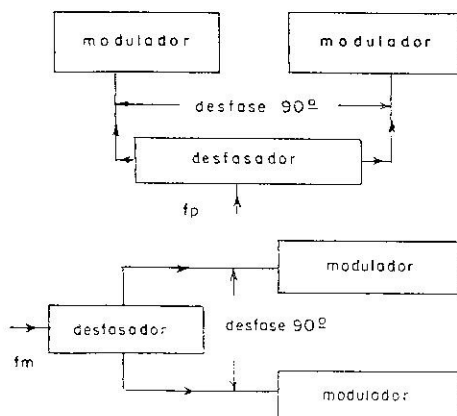 modulador modulador
desfase 90º
desfasador
fp
modulador
desfasador desfase 90º
fm
modulador